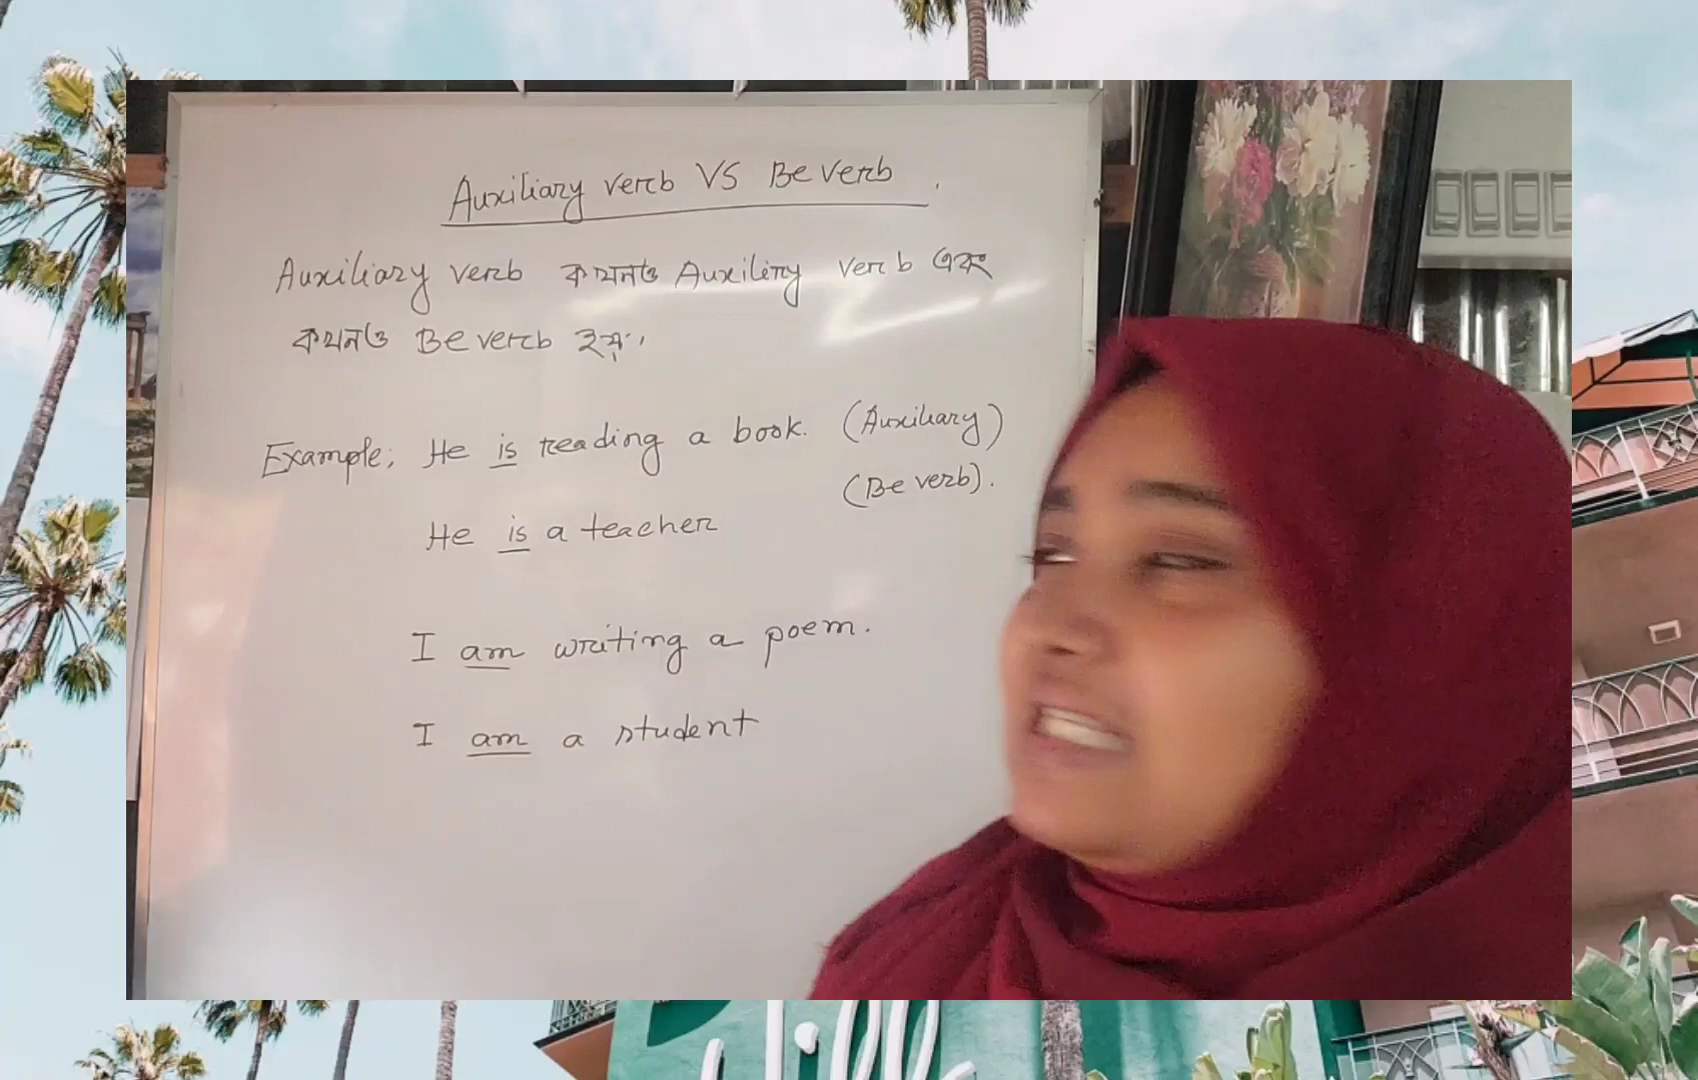 Auxiliary verb VS Be verb.
Auxiliary verb কখনও Auxilimy verb এবং
কখনও Be verb হয়।
Example; He is reading a book. (Auxiliary)
(Be verb).
He is a teacher
I am writing a poem.
I am a student